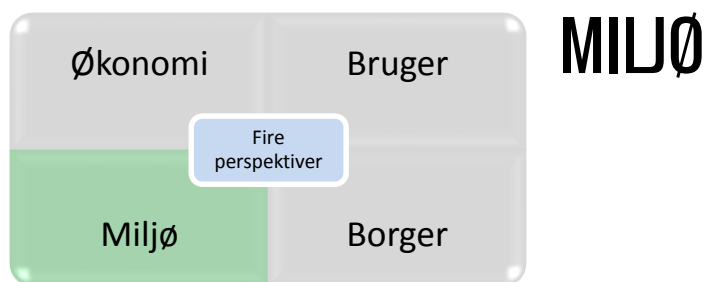 Økonomi
Bruger
MILJØ
Fire
perspektiver
Miljø
Borger